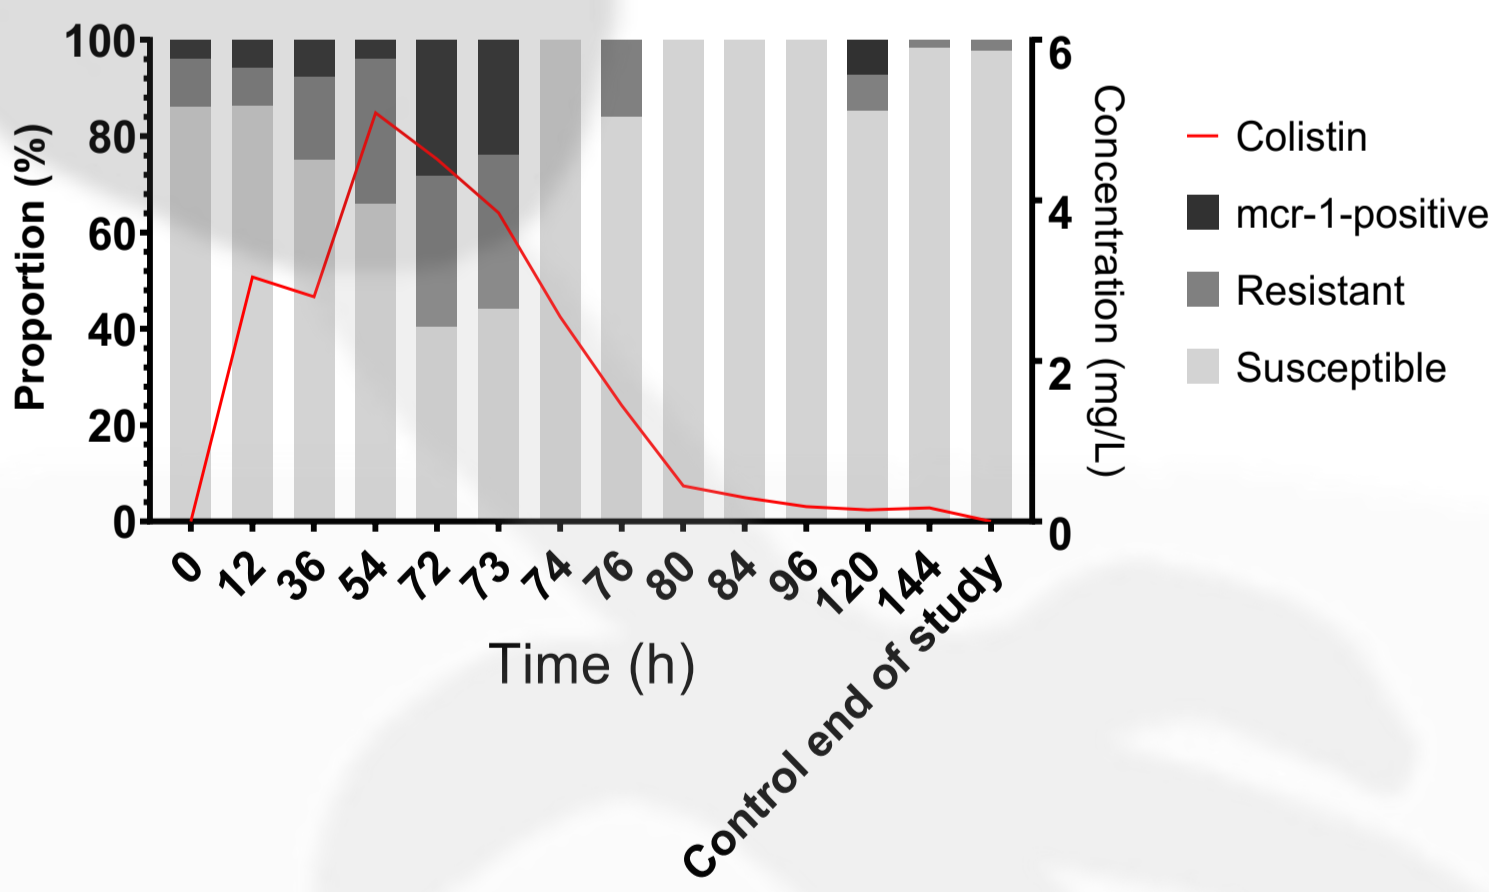 100
80
60
40
20
0
Proportion (%)
6
4
2
0
Concentration (mg/L)
Colistin
mcr-1-positive
Resistant
Susceptible
0 12 36 54 72 73 74 76 80 84 96 120 144 Control end of study
Time (h)